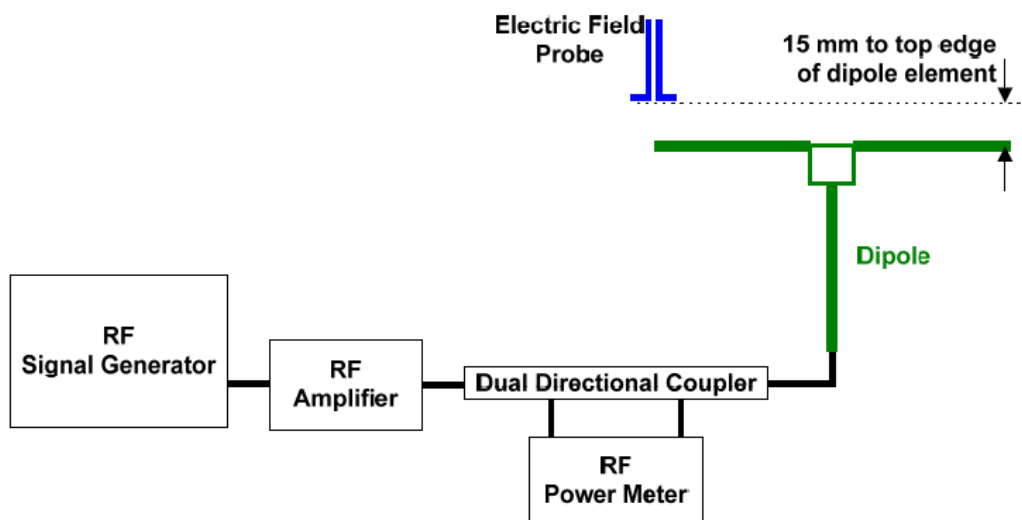 Electric Field
Probe
15 mm to top edge
of dipole element
Dipole
RF
Signal Generator
RF
Amplifier
Dual Directional Coupler
RF
Power Meter